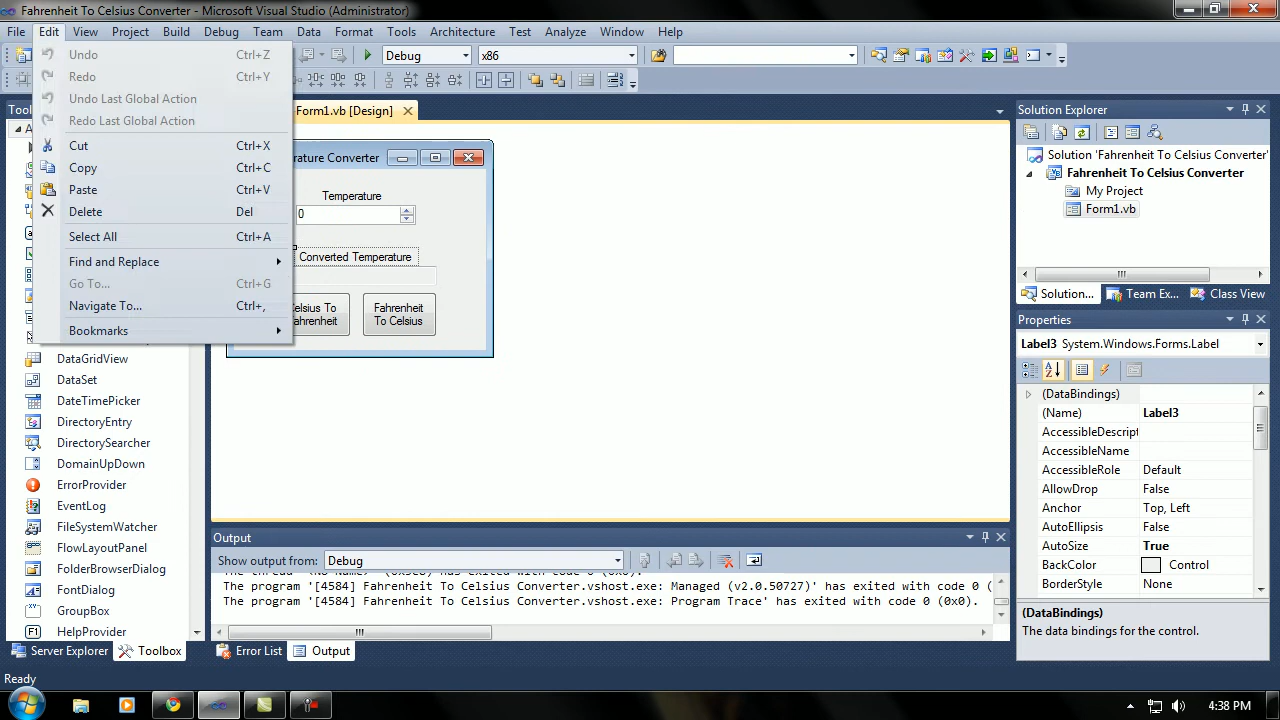 Fahrenheit To Celsius Converter - Microsoft Visual Studio (Administrator)
File Edit View Project Build Debug Team Data Format Tools Architecture Test Analyze Window Help
Debug x86
Undo Ctrl+Z
Redo Ctrl+Y
Undo Last Global Action
Redo Last Global Action
Cut Ctrl+X
Copy Ctrl+C
Paste Ctrl+V
Delete Del
Select All Ctrl+A
Find and Replace
Go To... Ctrl+G
Navigate To... Ctrl+,
Bookmarks
DataGridView
DataSet
DateTimePicker
DirectoryEntry
DirectorySearcher
DomainUpDown
ErrorProvider
EventLog
FileSystemWatcher
FlowLayoutPanel
FolderBrowserDialog
FontDialog
GroupBox
HelpProvider
Server Explorer Toolbox
Form1.vb [Design]
rature Converter
Temperature
0
Converted Temperature
elsius To
ahrenheit
Fahrenheit
To Celsius
Output
Show output from: Debug
The program '[4584] Fahrenheit To Celsius Converter.vshost.exe: Managed (v2.0.50727)' has exited with code 0 (
The program '[4584] Fahrenheit To Celsius Converter.vshost.exe: Program Trace' has exited with code 0 (0x0).
Error List Output
Solution Explorer
Solution 'Fahrenheit To Celsius Converter'
Fahrenheit To Celsius Converter
My Project
Form1.vb
Solution... Team Ex... Class View
Properties
Label3 System.Windows.Forms.Label
(DataBindings)
(Name) Label3
AccessibleDescript
AccessibleName
AccessibleRole Default
AllowDrop False
Anchor Top, Left
AutoEllipsis False
AutoSize True
BackColor Control
BorderStyle None
(DataBindings)
The data bindings for the control.
Ready
4:38 PM